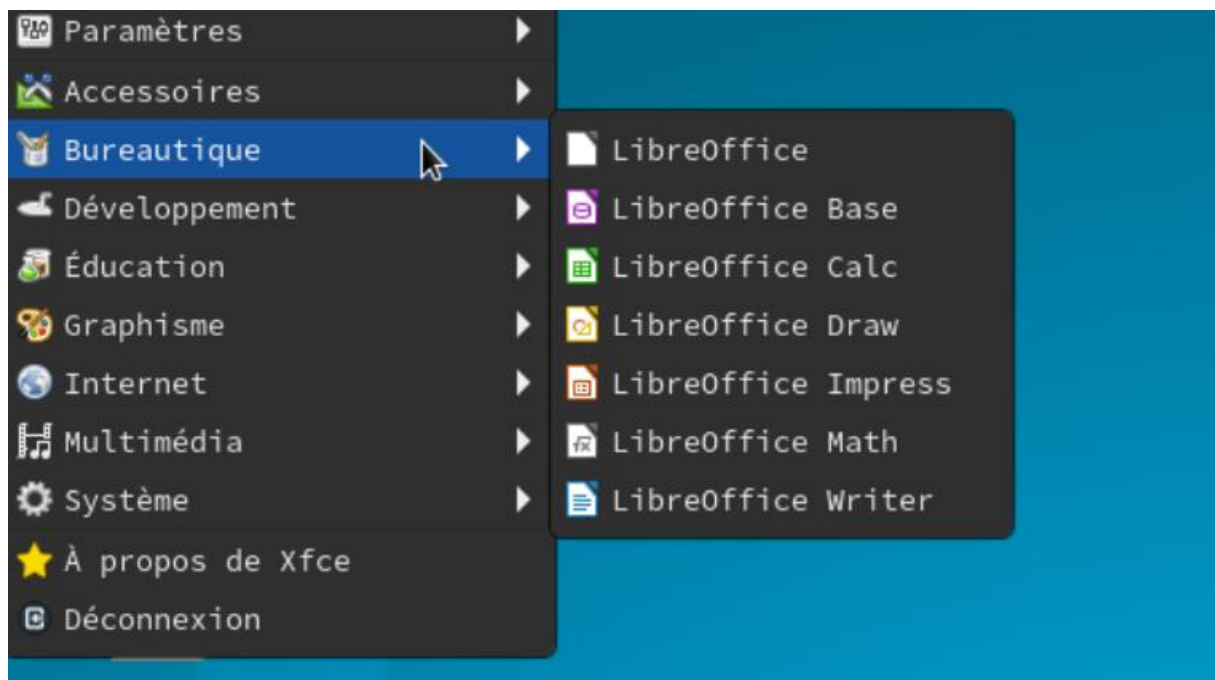 Paramètres
Accessoires
Bureautique
Développement
Éducation
Graphisme
Internet
Multimédia
Système
À propos de Xfce
Déconnexion
LibreOffice
LibreOffice Base
LibreOffice Calc
LibreOffice Draw
LibreOffice Impress
LibreOffice Math
LibreOffice Writer